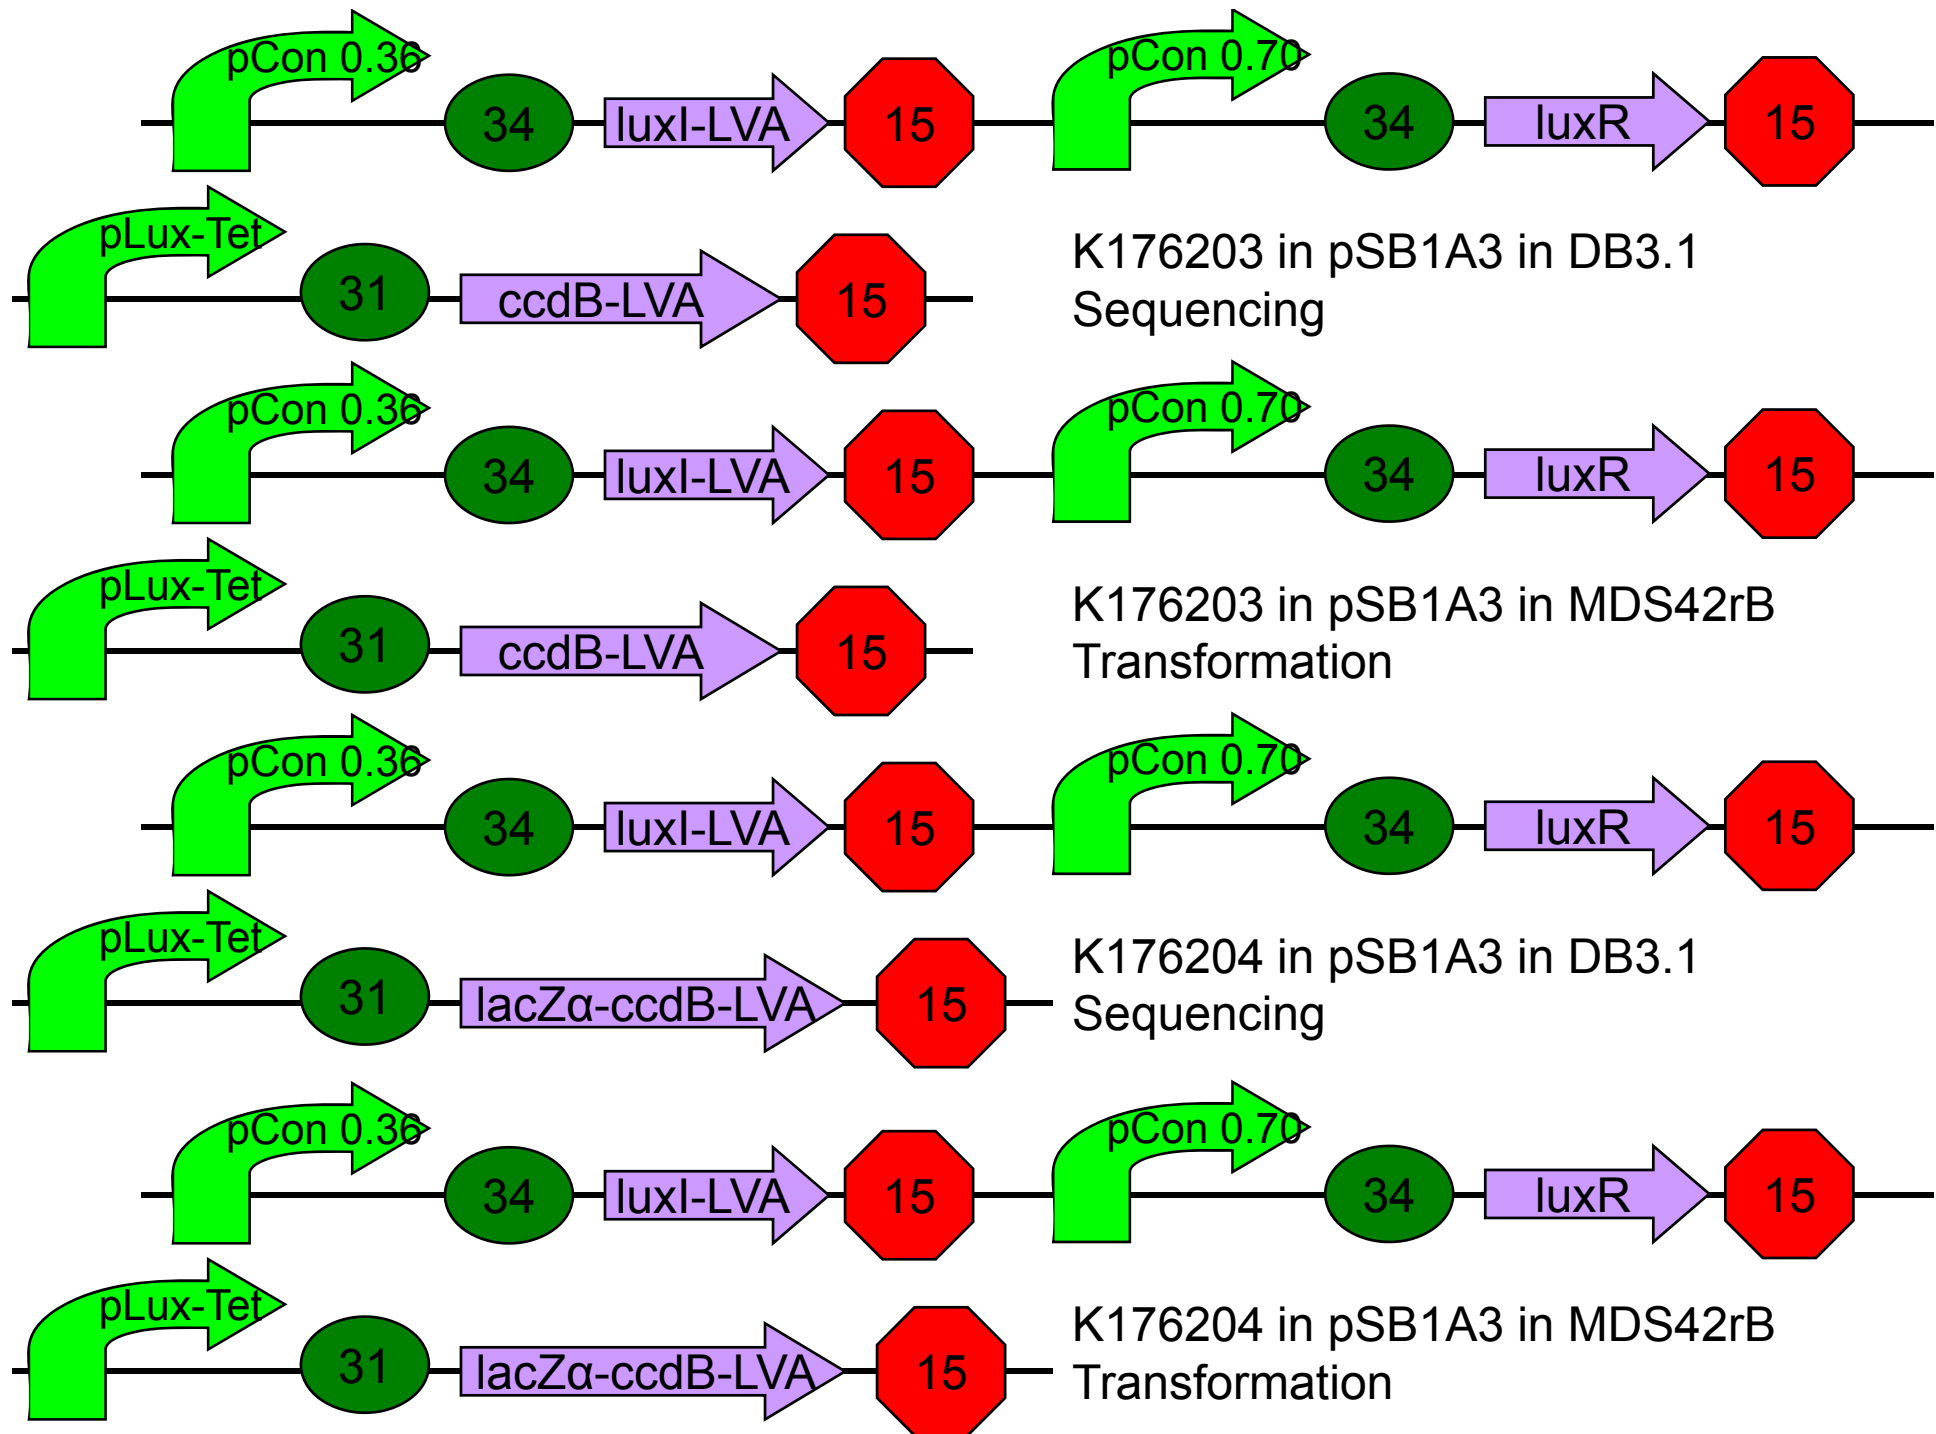 pCon 0.36 34 luxI-LVA 15 pCon 0.70 34 luxR 15
pLux-Tet 31 ccdB-LVA 15
K176203 in pSB1A3 in DB3.1
Sequencing
pCon 0.36 34 luxI-LVA 15 pCon 0.70 34 luxR 15
pLux-Tet 31 ccdB-LVA 15
K176203 in pSB1A3 in MDS42rB
Transformation
pCon 0.36 34 luxI-LVA 15 pCon 0.70 34 luxR 15
pLux-Tet 31 lacZα-ccdB-LVA 15
K176204 in pSB1A3 in DB3.1
Sequencing
pCon 0.36 34 luxI-LVA 15 pCon 0.70 34 luxR 15
pLux-Tet 31 lacZα-ccdB-LVA 15
K176204 in pSB1A3 in MDS42rB
Transformation